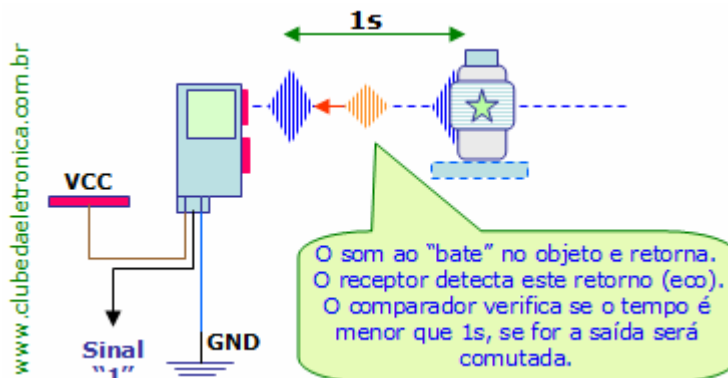 1s
www.clubedaeletronica.com.br
VCC
O som ao “bate” no objeto e retorna.
O receptor detecta este retorno (eco).
O comparador verifica se o tempo é
menor que 1s, se for a saída será
comutada.
GND
Sinal
“1”